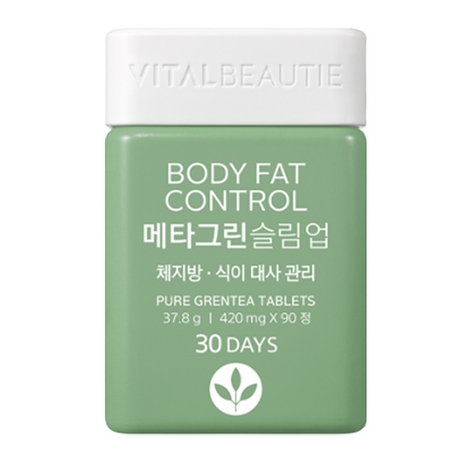 VITALBEAUTIE
BODY FAT
CONTROL
메타그린슬림업
체지방 · 식이 대사 관리
PURE GRENTEA TABLETS
37.8 g | 420 mg X 90 정
30 DAYS